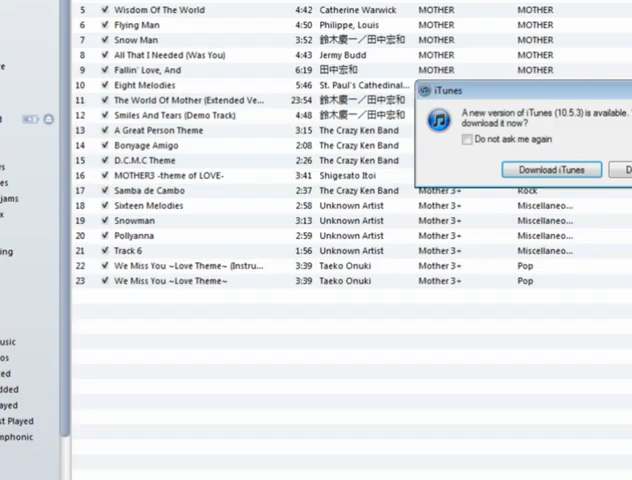 5 Wisdom Of The World 4:42 Catherine Warwick MOTHER MOTHER
6 Flying Man 4:50 Philippe, Louis MOTHER MOTHER
7 Snow Man 3:52 鈴木慶一／田中宏和 MOTHER MOTHER
8 All That I Needed (Was You) 4:43 Jermy Budd MOTHER MOTHER
9 Fallin' Love, And 6:19 田中宏和 MOTHER MOTHER
10 Eight Melodies 5:46 St. Paul's Cathedinal...
11 The World Of Mother (Extended Ve... 23:54 鈴木慶一／田中宏和
12 Smiles And Tears (Demo Track) 4:48 鈴木慶一／田中宏和
13 A Great Person Theme 3:15 The Crazy Ken Band
14 Bonyage Amigo 2:08 The Crazy Ken Band
15 D.C.M.C Theme 2:26 The Crazy Ken Band
16 MOTHER3 -theme of LOVE- 3:41 Shigesato Itoi
17 Samba de Cambo 2:37 The Crazy Ken Band Mother 3+ Rock
18 Sixteen Melodies 2:58 Unknown Artist Mother 3+ Miscellaneo...
19 Snowman 3:13 Unknown Artist Mother 3+ Miscellaneo...
20 Pollyanna 2:59 Unknown Artist Mother 3+ Miscellaneo...
21 Track 6 1:56 Unknown Artist Mother 3+ Miscellaneo...
22 We Miss You ~Love Theme~ (Instru... 3:39 Taeko Onuki Mother 3+ Pop
23 We Miss You ~Love Theme~ 3:39 Taeko Onuki Mother 3+ Pop
iTunes
A new version of iTunes (10.5.3) is available.
download it now?
Do not ask me again
Download iTunes
D
jams
ing
usic
os
ed
dded
ayed
st Played
mphonic